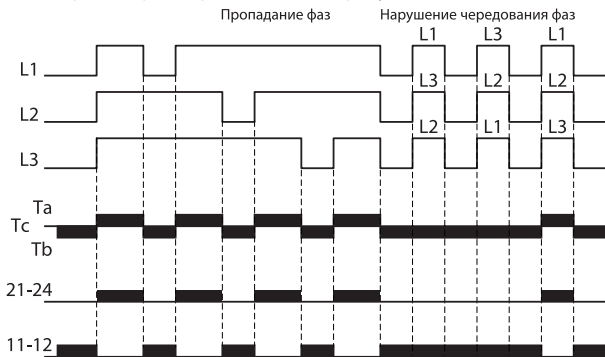 Пропадание фаз
Нарушение чередования фаз
L1 L3 L1
L1
L3 L2 L2
L2
L2 L1 L3
L3
Ta
Tc
Tb
21-24
11-12